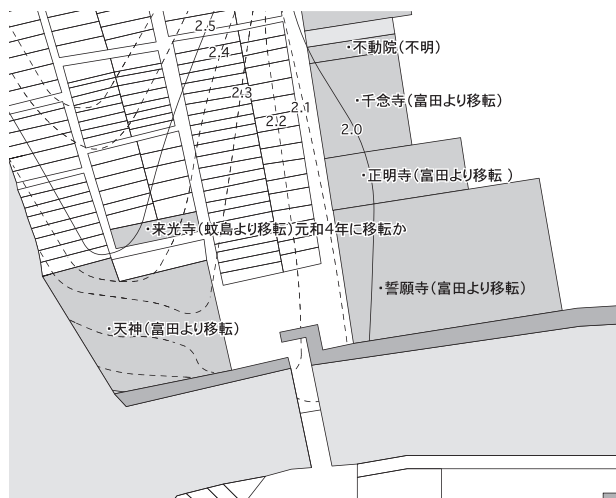 2.5
・不動院(不明)
2.4
2.3
・千念寺(富田より移転)
2.1
2.2
2.0
・正明寺(富田より移転 )
・来光寺(蚊島より移転)元和4年に移転か
・誓願寺(富田より移転)
・天神(富田より移転)